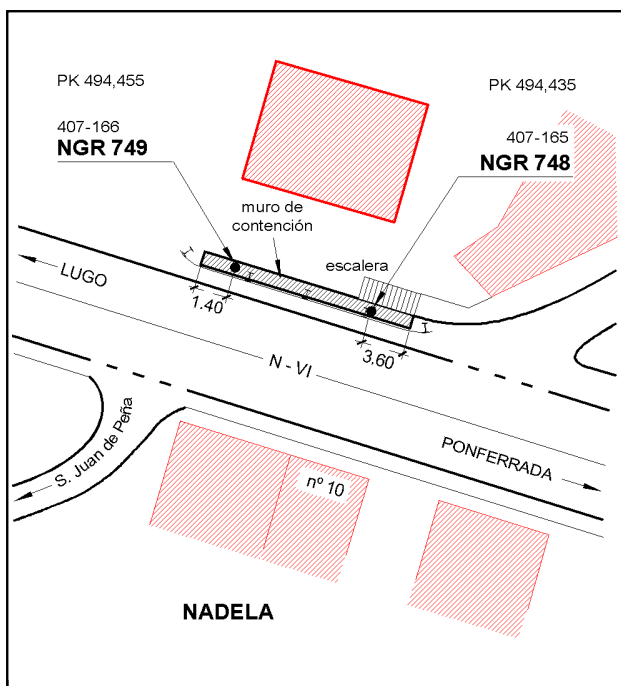 PK 494,455
PK 494,435
407-166
NGR 749
407-165
NGR 748
muro de
contención
escalera
LUGO
1.40
3.60
N - VI
S. Juan de Peña
PONFERRADA
nº 10
NADELA